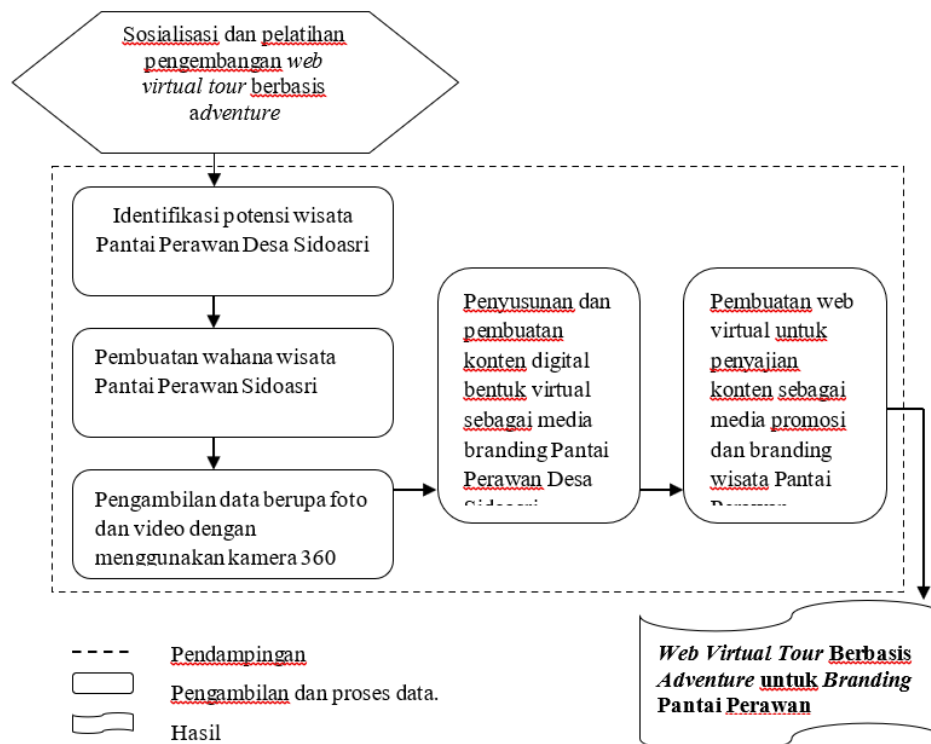 Sosialisasi dan pelatihan
pengembangan web
virtual tour berbasis
adventure
Identifikasi potensi wisata
Pantai Perawan Desa Sidoasri
Pembuatan wahana wisata
Pantai Perawan Sidoasri
Pengambilan data berupa foto
dan video dengan
menggunakan kamera 360
Penyusunan dan
pembuatan
konten digital
bentuk virtual
sebagai media
branding Pantai
Perawan Desa
Sidoasri
Pembuatan web
virtual untuk
penyajian
konten sebagai
media promosi
dan branding
wisata Pantai
Perawan
Web Virtual Tour Berbasis
Adventure untuk Branding
Pantai Perawan
Pendampingan
Pengambilan dan proses data.
Hasil